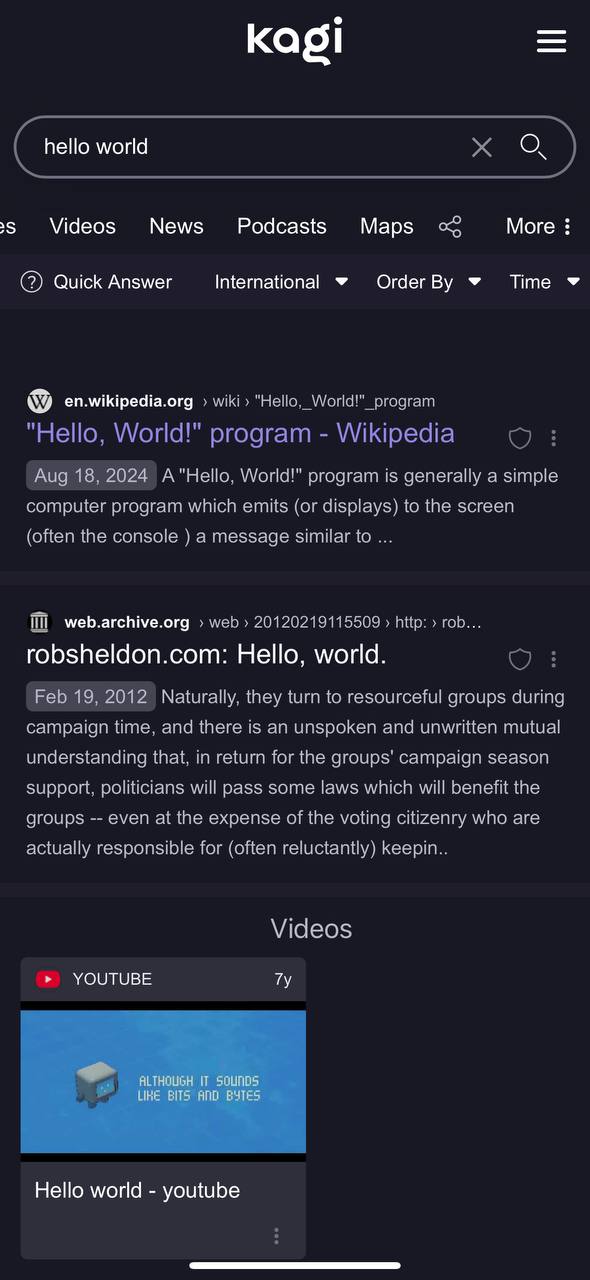 kagi
hello world
es Videos News Podcasts Maps More
Quick Answer International Order By Time
W en.wikipedia.org › wiki › "Hello,_World!"_program
"Hello, World!" program - Wikipedia
Aug 18, 2024 A "Hello, World!" program is generally a simple
computer program which emits (or displays) to the screen
(often the console ) a message similar to ...
web.archive.org › web › 20120219115509 › http: › rob…
robsheldon.com: Hello, world.
Feb 19, 2012 Naturally, they turn to resourceful groups during
campaign time, and there is an unspoken and unwritten mutual
understanding that, in return for the groups' campaign season
support, politicians will pass some laws which will benefit the
groups -- even at the expense of the voting citizenry who are
actually responsible for (often reluctantly) keepin..
Videos
YOUTUBE 7y
ALTHOUGH IT SOUNDS
LIKE BITS AND BYTES
Hello world - youtube